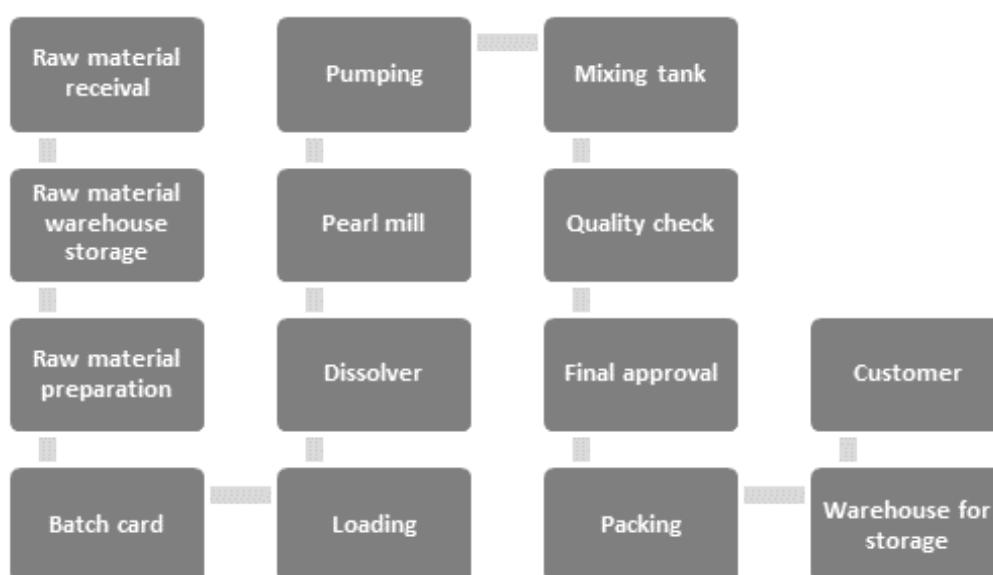 Raw material
receival
Raw material
warehouse
storage
Raw material
preparation
Batch card
Loading
Dissolver
Pearl mill
Pumping
Mixing tank
Quality check
Final approval
Packing
Warehouse for
storage
Customer